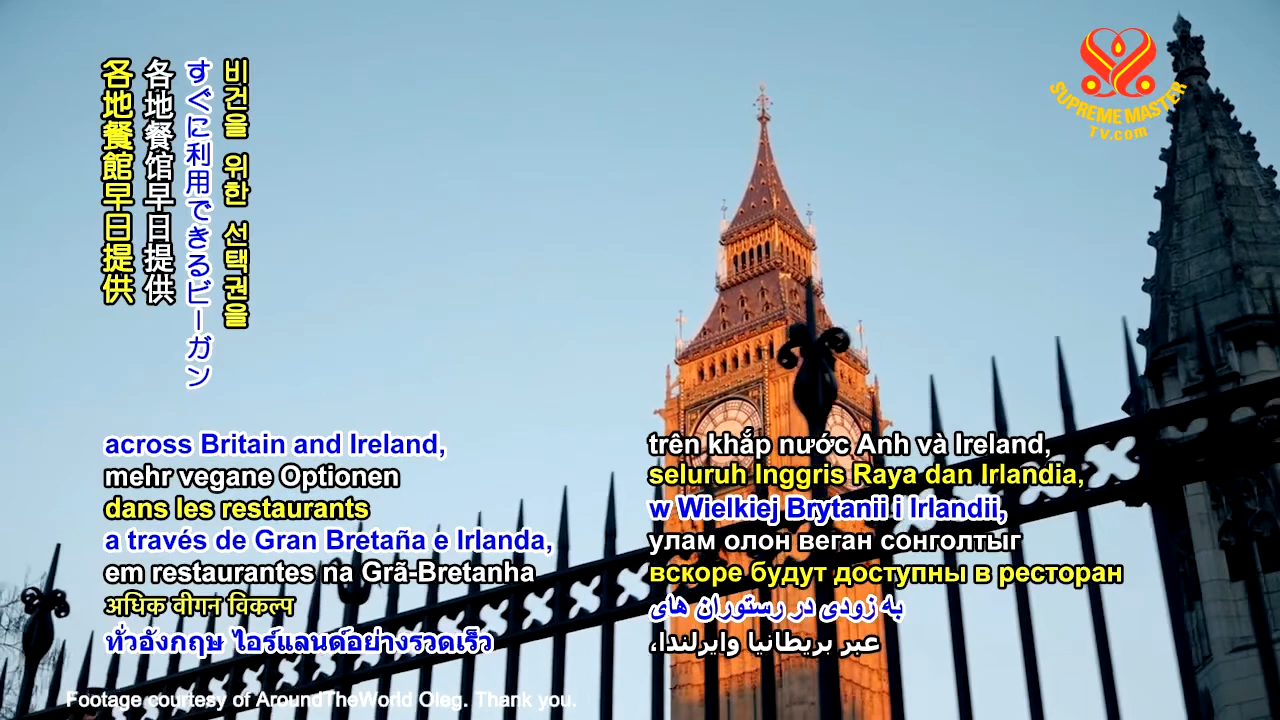 各地餐館早日提供
各地餐馆早日提供
すぐに利用できるビーガン
비건을 위한 선택권을
SUPREME MASTER
TV.com
across Britain and Ireland,
mehr vegane Optionen
dans les restaurants
a través de Gran Bretaña e Irlanda,
em restaurantes na Grã-Bretanha
अधिक वीगन विकल्प
ทั่วอังกฤษ ไอร์แลนด์อย่างรวดเร็ว
trên khắp nước Anh và Ireland,
seluruh Inggris Raya dan Irlandia,
w Wielkiej Brytanii i Irlandii,
улам олон веган сонголтыг
вскоре будут доступны в ресторан
به زودی در رستوران های
عبر بريطانيا وايرلندا،
Footage courtesy of AroundTheWorld Oleg. Thank you.